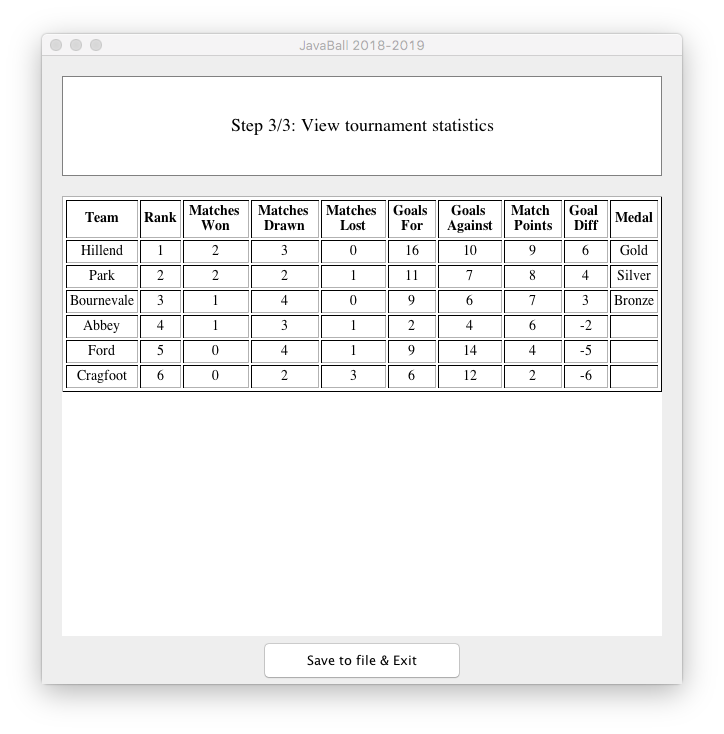 JavaBall 2018-2019
Step 3/3: View tournament statistics
Team Rank Matches Won Matches Drawn Matches Lost Goals For Goals Against Match Points Goal Diff Medal
Hillend 1 2 3 0 16 10 9 6 Gold
Park 2 2 2 1 11 7 8 4 Silver
Bournevale 3 1 4 0 9 6 7 3 Bronze
Abbey 4 1 3 1 2 4 6 -2
Ford 5 0 4 1 9 14 4 -5
Cragfoot 6 0 2 3 6 12 2 -6
Save to file & Exit